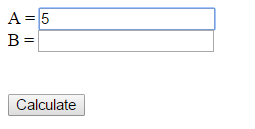 A = 5
B =
Calculate